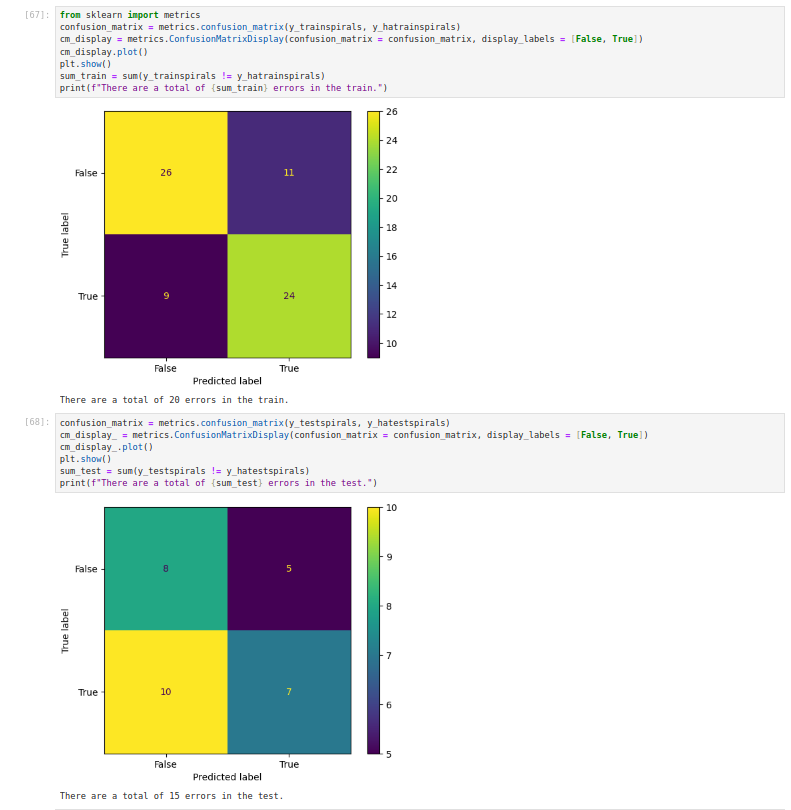 [67]:
from sklearn import metrics
confusion_matrix = metrics.confusion_matrix(y_trainspirals, y_hatrainspirals)
cm_display = metrics.ConfusionMatrixDisplay(confusion_matrix = confusion_matrix, display_labels = [False, True])
cm_display.plot()
plt.show()
sum_train = sum(y_trainspirals != y_hatrainspirals)
print(f"There are a total of {sum_train} errors in the train.")
26
24
22
20
18
16
14
12
10
True label
False
True
26
11
9
24
False
True
Predicted label
There are a total of 20 errors in the train.
[68]:
confusion_matrix = metrics.confusion_matrix(y_testspirals, y_hatestspirals)
cm_display_ = metrics.ConfusionMatrixDisplay(confusion_matrix = confusion_matrix, display_labels = [False, True])
cm_display_.plot()
plt.show()
sum_test = sum(y_testspirals != y_hatestspirals)
print(f"There are a total of {sum_test} errors in the test.")
10
9
8
7
6
5
True label
False
True
8
5
10
7
False
True
Predicted label
There are a total of 15 errors in the test.